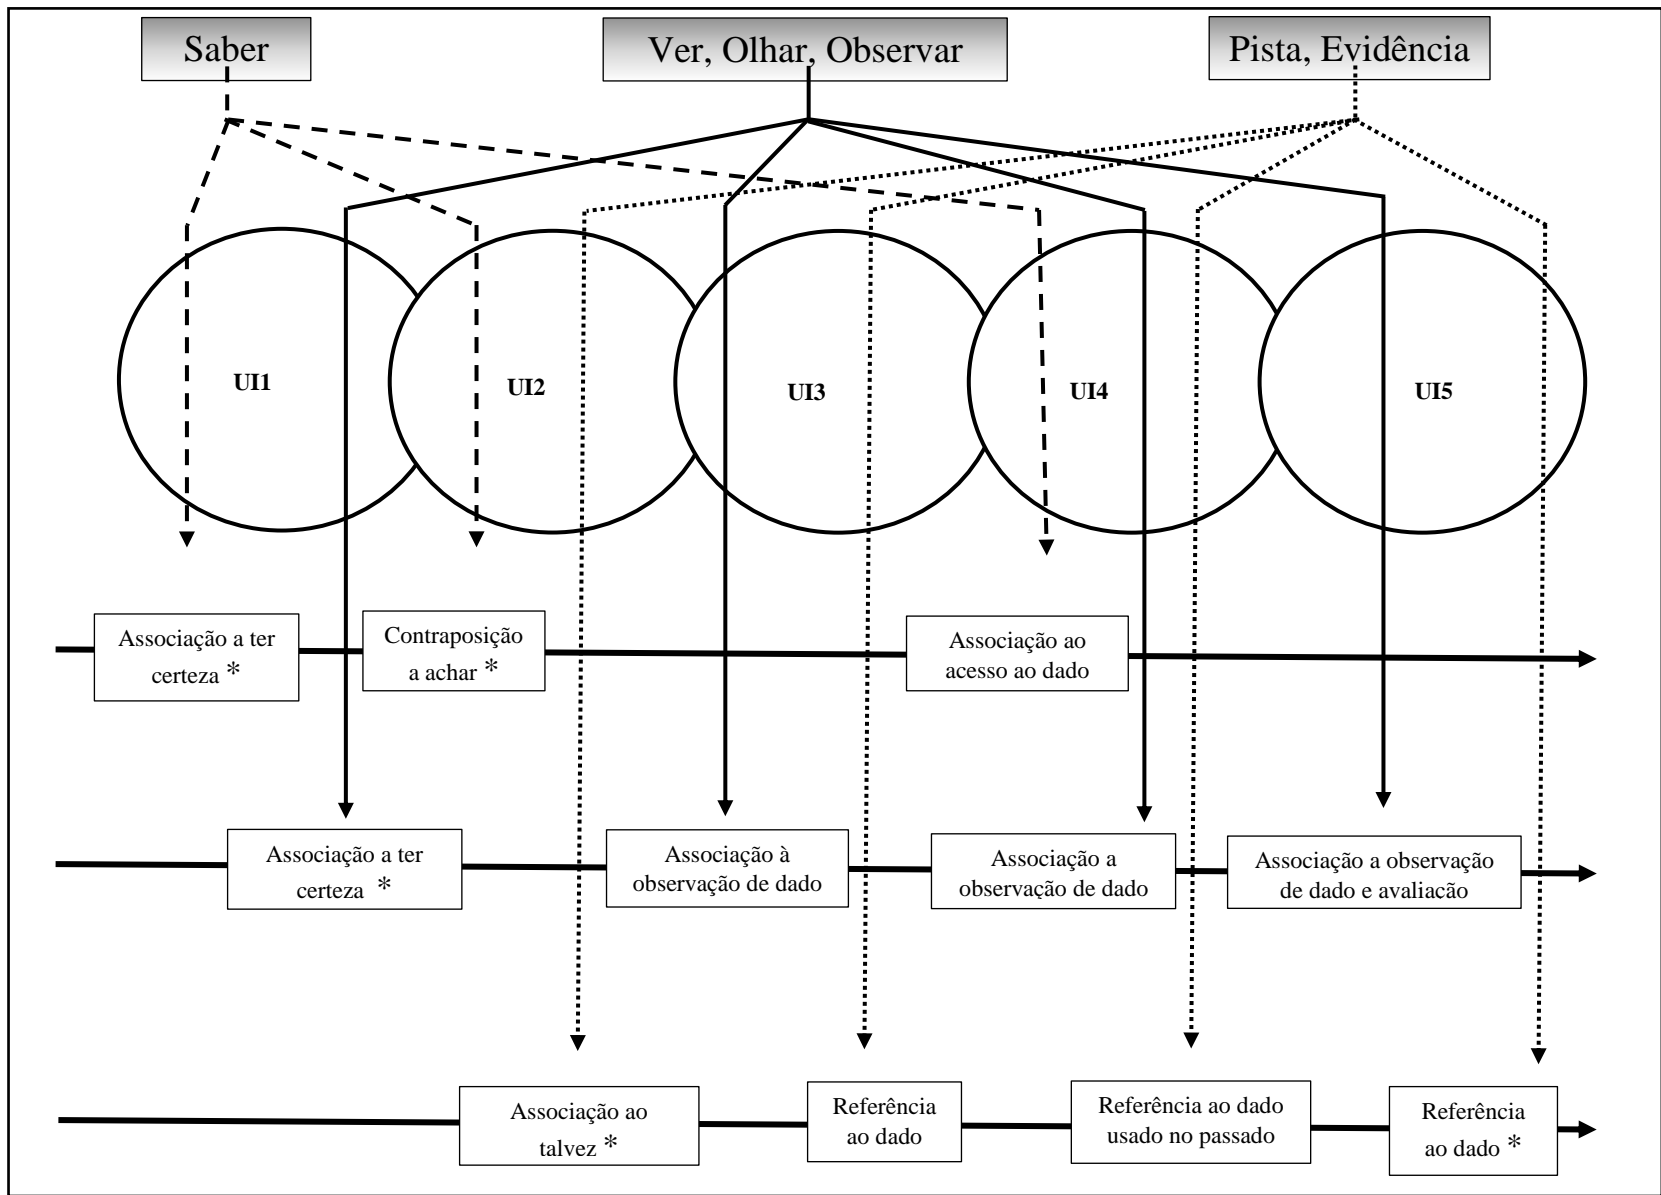 Saber
Ver, Olhar, Observar
Pista, Evidência
UI1
UI2
UI3
UI4
UI5
Associação a ter
certeza *
Contraposição
a achar *
Associação ao
acesso ao dado
Associação a ter
certeza *
Associação à
observação de dado
Associação a
observação de dado
Associação a observação
de dado e avaliação
Associação ao
talvez *
Referência
ao dado
Referência ao dado
usado no passado
Referência
ao dado *